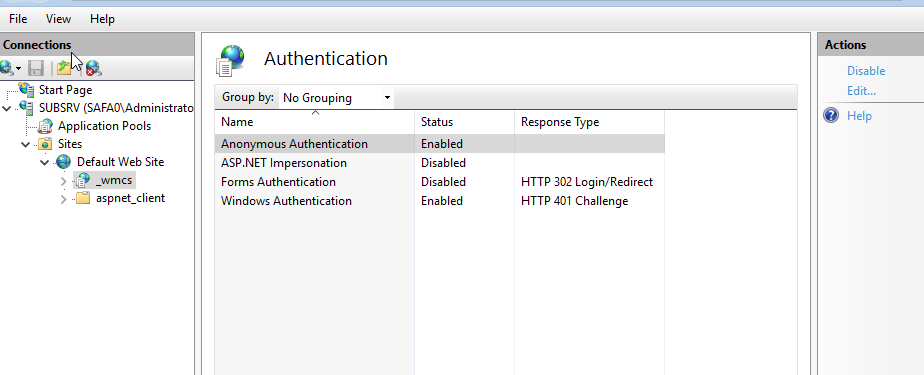 File View Help
Connections
Start Page
SUBSRV (SAFA0\Administrato
Application Pools
Sites
Default Web Site
_wmcs
aspnet_client
Authentication
Group by: No Grouping
Name Status Response Type
Anonymous Authentication Enabled
ASP.NET Impersonation Disabled
Forms Authentication Disabled HTTP 302 Login/Redirect
Windows Authentication Enabled HTTP 401 Challenge
Actions
Disable
Edit...
Help